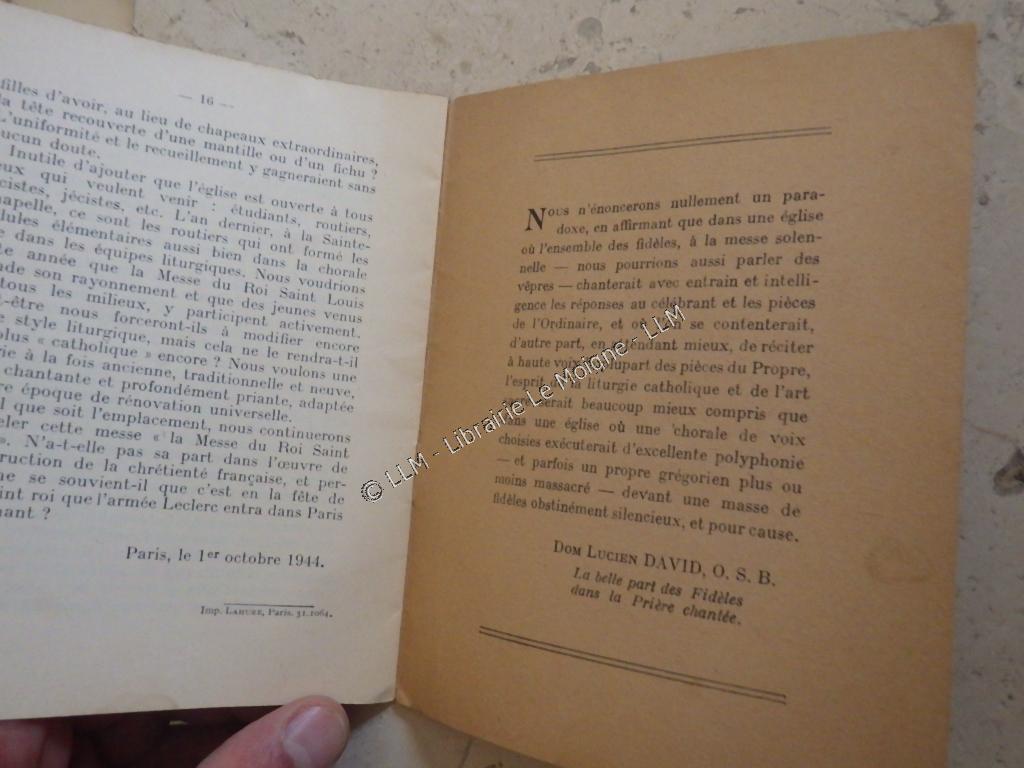 — 16 —
filles d'avoir, au lieu de chapeaux extraordinaires,
la tête recouverte d'une mantille ou d'un fichu ?
L'uniformité et le recueillement y gagneraient sans
aucun doute.
Inutile d'ajouter que l'église est ouverte à tous
qui veulent venir : étudiants, routiers,
jécistes, etc. L'an dernier, à la Sainte-
ce sont les routiers qui ont formé les
élémentaires aussi bien dans la chorale
dans les équipes liturgiques. Nous voudrions
année que la Messe du Roi Saint Louis
son rayonnement et que des jeunes venus
tous les milieux, y participent activement.
nous forceront-ils à modifier encore
style liturgique, mais cela ne le rendra-t-il
plus « catholique » encore ? Nous voulons une
à la fois ancienne, traditionnelle et neuve,
chantante et profondément priante, adaptée
époque de rénovation universelle.
que soit l'emplacement, nous continuerons
cette messe « la Messe du Roi Saint
». N'a-t-elle pas sa part dans l'œuvre de
de la chrétienté française, et per-
se souvient-il que c'est en la fête de
roi que l'armée Leclerc entra dans Paris
?
Paris, le 1er octobre 1944.
Imp. LAHURE, Paris. 31.1064.
NOUS n'énoncerons nullement un para-
doxe, en affirmant que dans une église
où l'ensemble des fidèles, à la messe solen-
nelle — nous pourrions aussi parler des
vêpres — chanterait avec entrain et intelli-
gence les réponses au célébrant et les pièces
de l'Ordinaire, et où se contenterait,
d'autre part, en attendant mieux, de réciter
à haute voix la plupart des pièces du Propre,
l'esprit de la liturgie catholique et de l'art
serait beaucoup mieux compris que
dans une église où une chorale de voix
choisies exécuterait d'excellente polyphonie
— et parfois un propre grégorien plus ou
moins massacré — devant une masse de
fidèles obstinément silencieux, et pour cause.
DOM LUCIEN DAVID, O. S. B.
La belle part des Fidèles
dans la Prière chantée.
© LLM - Librairie Le Moigne - LLM